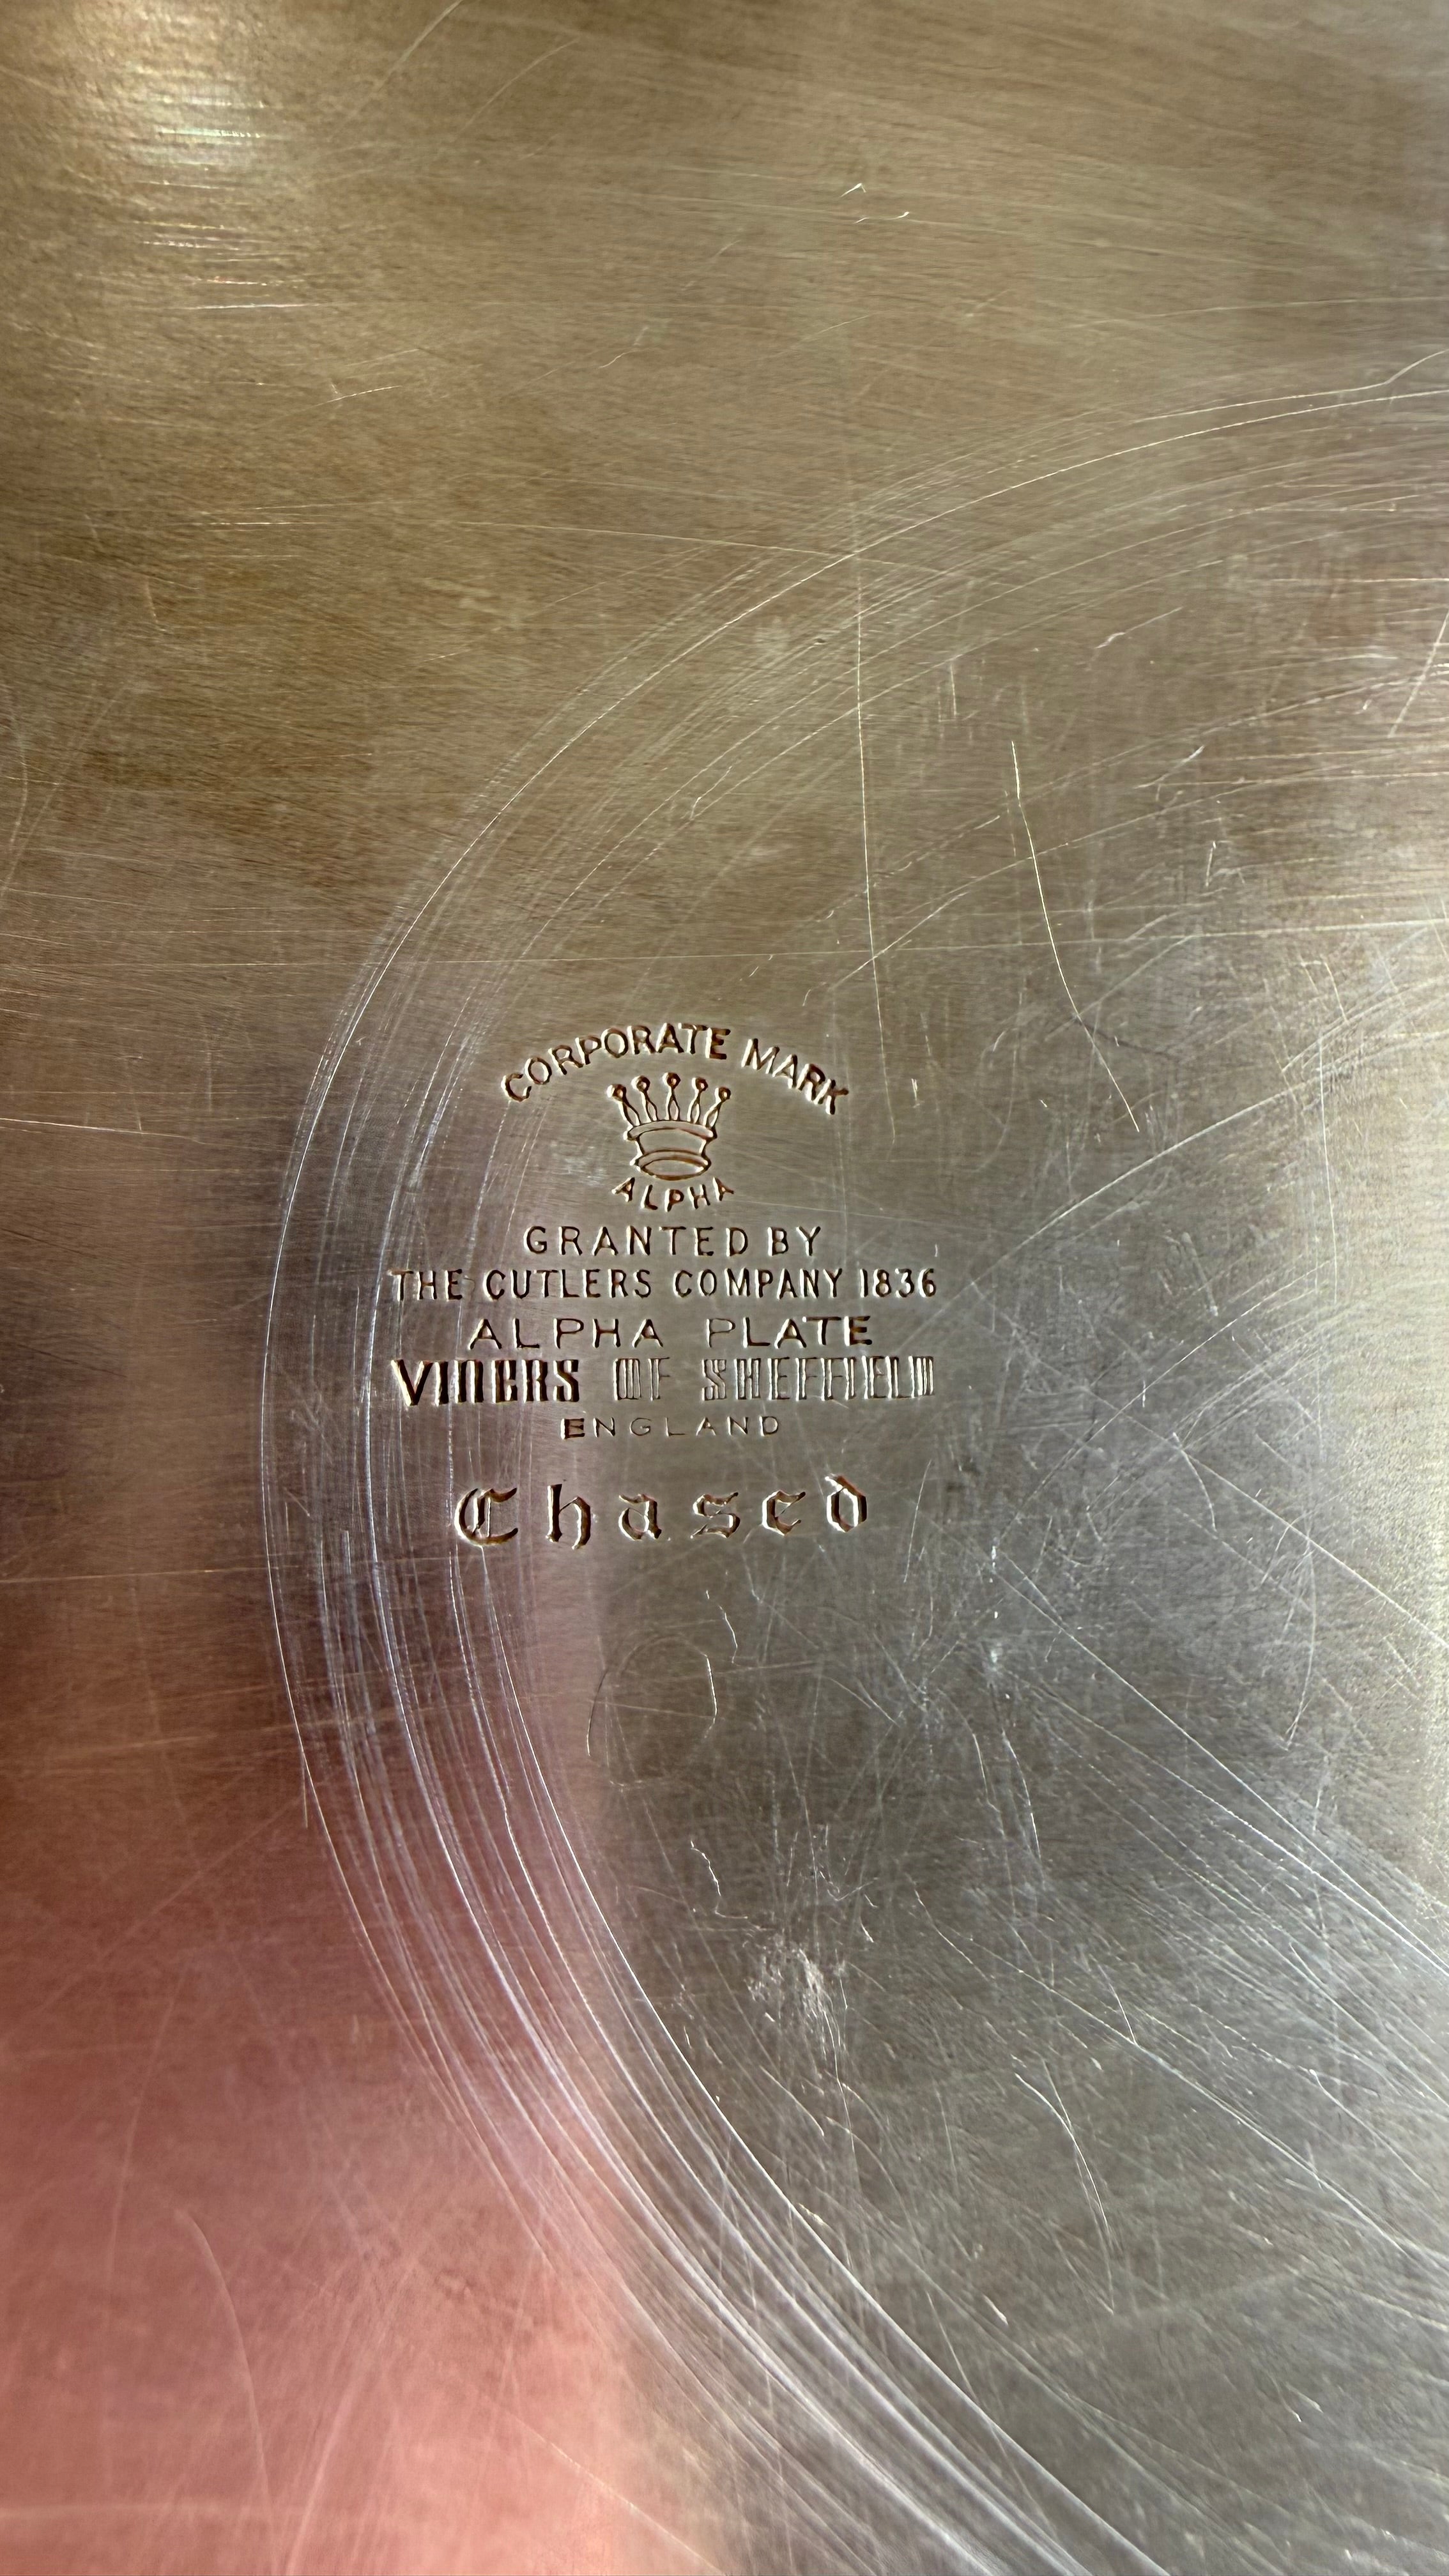 CORPORATE MARK
ALPHA
GRANTED BY
THE CUTLERS COMPANY 1836
ALPHA PLATE
VINERS OF SHEFFIELD
ENGLAND
Chased